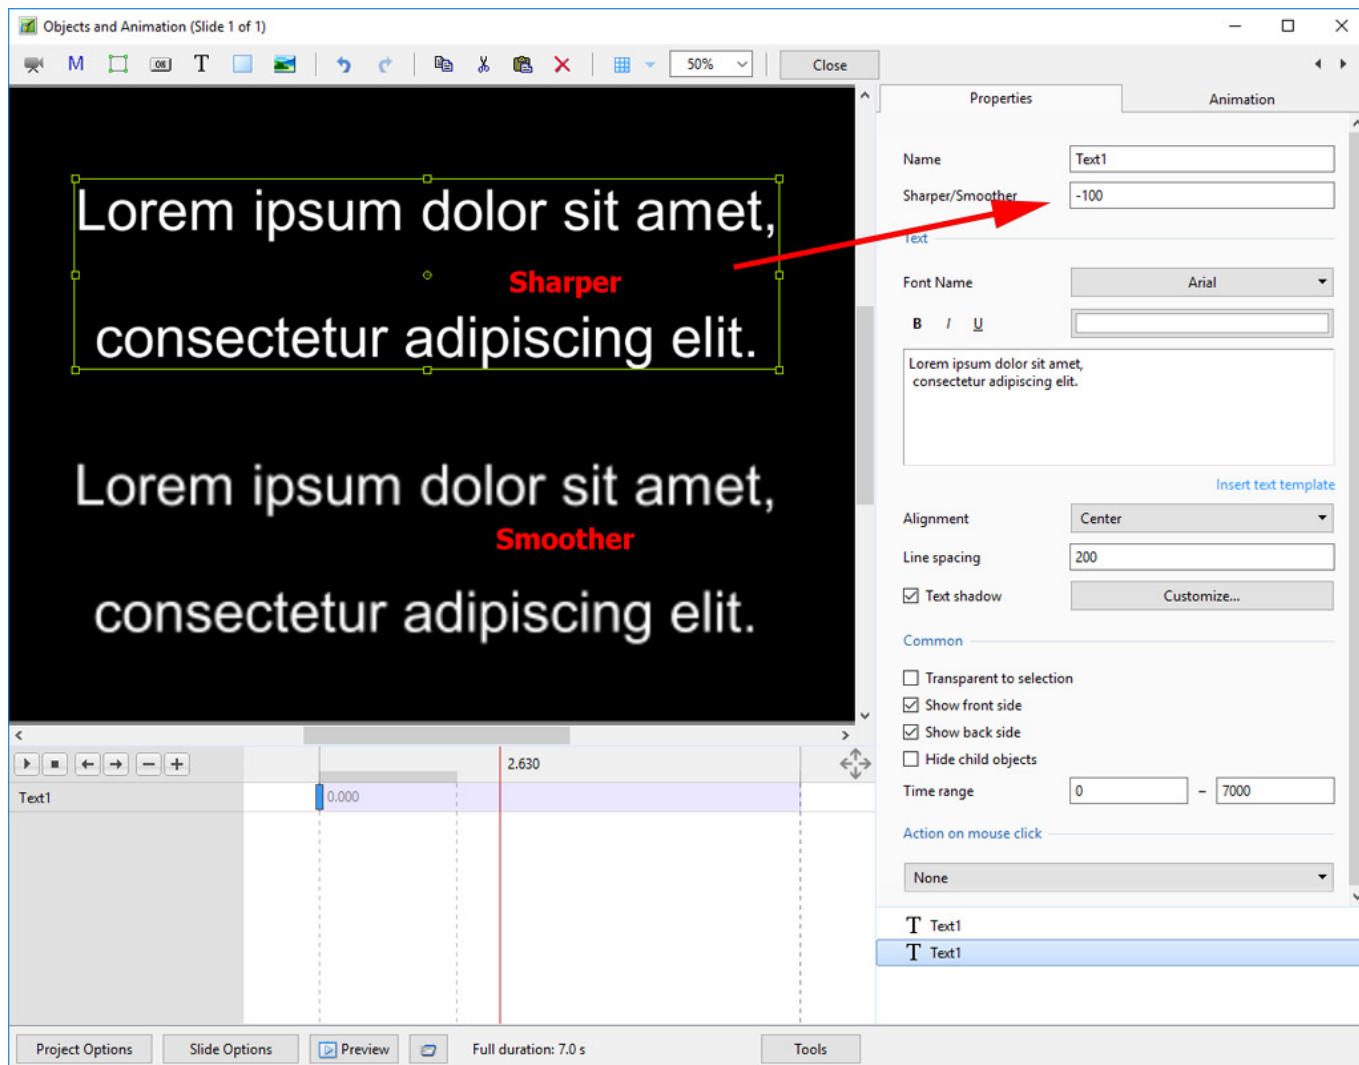 Objects and Animation (Slide 1 of 1)
M OK T 50% Close
Properties Animation
Name Text1
Sharper/Smoother -100
Text
Font Name Arial
B I U
Lorem ipsum dolor sit amet,
consectetur adipiscing elit.
Insert text template
Alignment Center
Line spacing 200
Text shadow Customize...
Common
Transparent to selection
Show front side
Show back side
Hide child objects
Time range 0 – 7000
Action on mouse click
None
T Text1
T Text1
Lorem ipsum dolor sit amet,
Sharper
consectetur adipiscing elit.
Lorem ipsum dolor sit amet,
Smoother
consectetur adipiscing elit.
2.630
Text1 0.000
Project Options Slide Options Preview Full duration: 7.0 s Tools